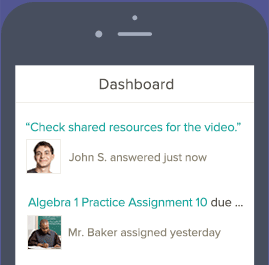 Dashboard
“Check shared resources for the video.”
John S. answered just now
Algebra 1 Practice Assignment 10 due ...
Mr. Baker assigned yesterday